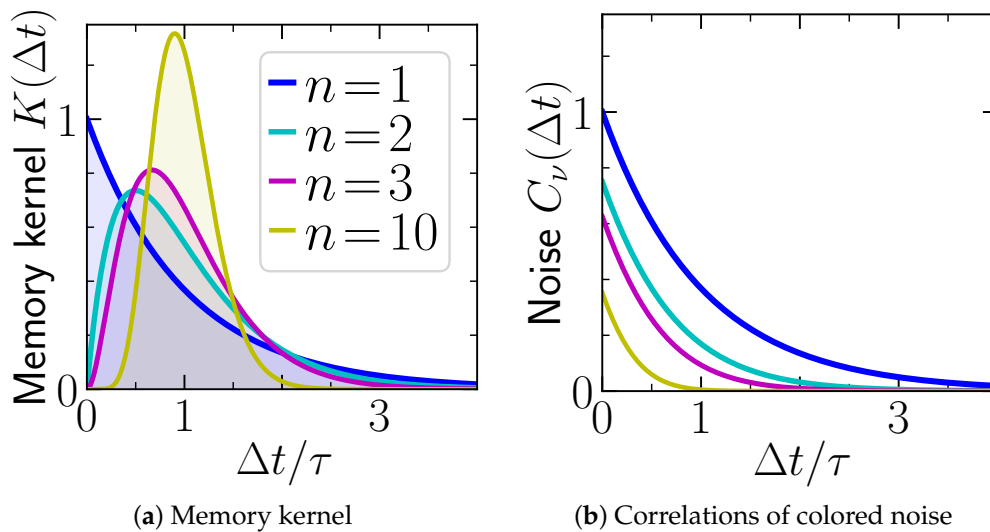 Memory kernel K(Δt)
1
0
n = 1
n = 2
n = 3
n = 10
0
1
3
Δt/τ
(a) Memory kernel
Noise C_ν(Δt)
1
0
0
1
3
Δt/τ
(b) Correlations of colored noise